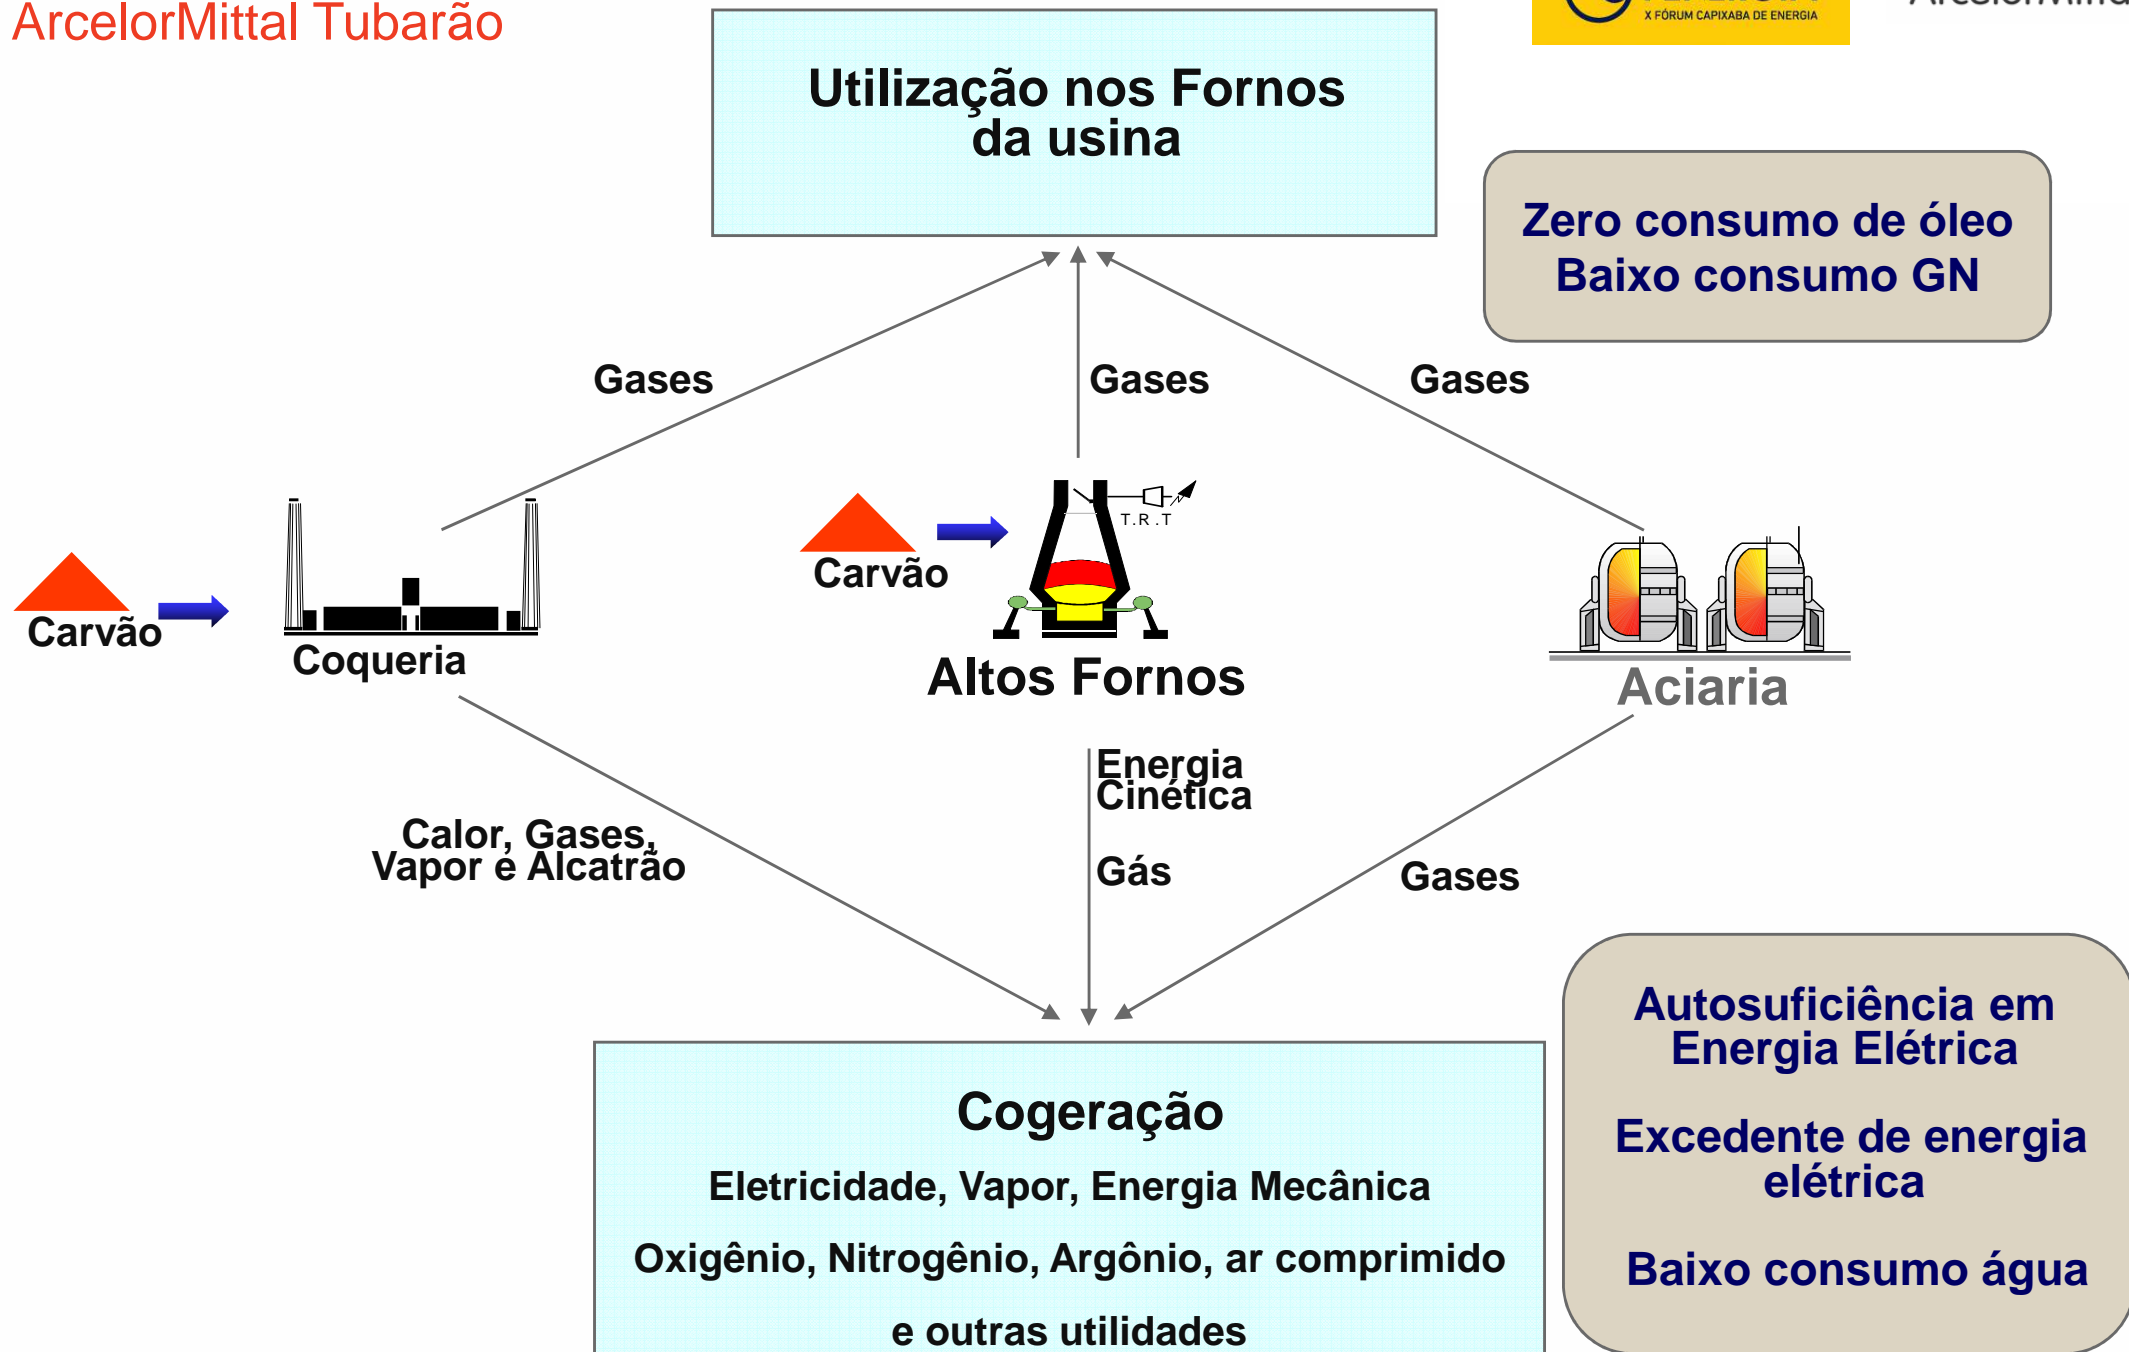 ArcelorMittal Tubarão
X FÓRUM CAPIXABA DE ENERGIA
Utilização nos Fornos
da usina
Zero consumo de óleo
Baixo consumo GN
Gases
Gases
Gases
T.R.T
Carvão
Carvão
Coqueria
Altos Fornos
Aciaria
Energia
Cinética
Calor, Gases,
Vapor e Alcatrão
Gás
Gases
Autosuficiência em
Energia Elétrica
Excedente de energia
elétrica
Baixo consumo água
Cogeração
Eletricidade, Vapor, Energia Mecânica
Oxigênio, Nitrogênio, Argônio, ar comprimido
e outras utilidades